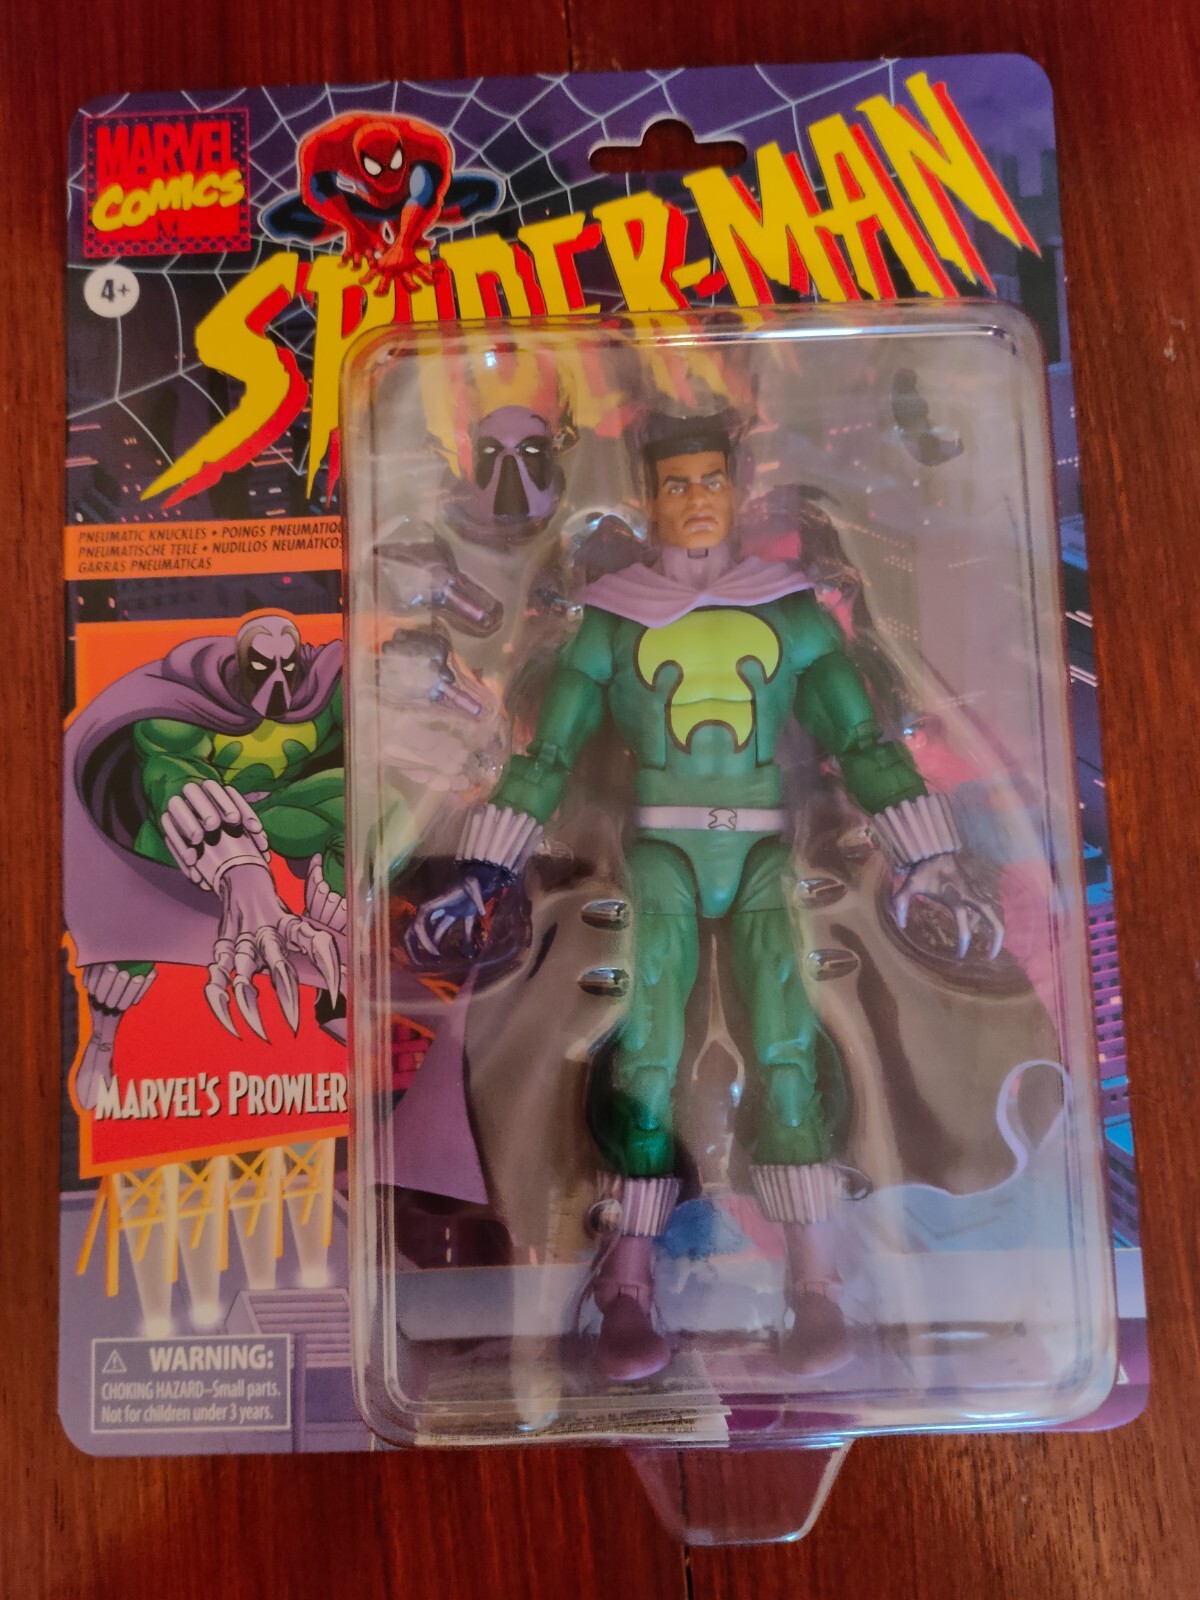 MARVEL
COMICS
4+
SPIDER-MAN
PNEUMATIC KNUCKLES • POINGS PNEUMATIQU
PNEUMATISCHE TEILE • NUDILLOS NEUMÁTICOS
GARRAS PNEUMÁTICAS
MARVEL'S PROWLER
WARNING:
CHOKING HAZARD–Small parts.
Not for children under 3 years.